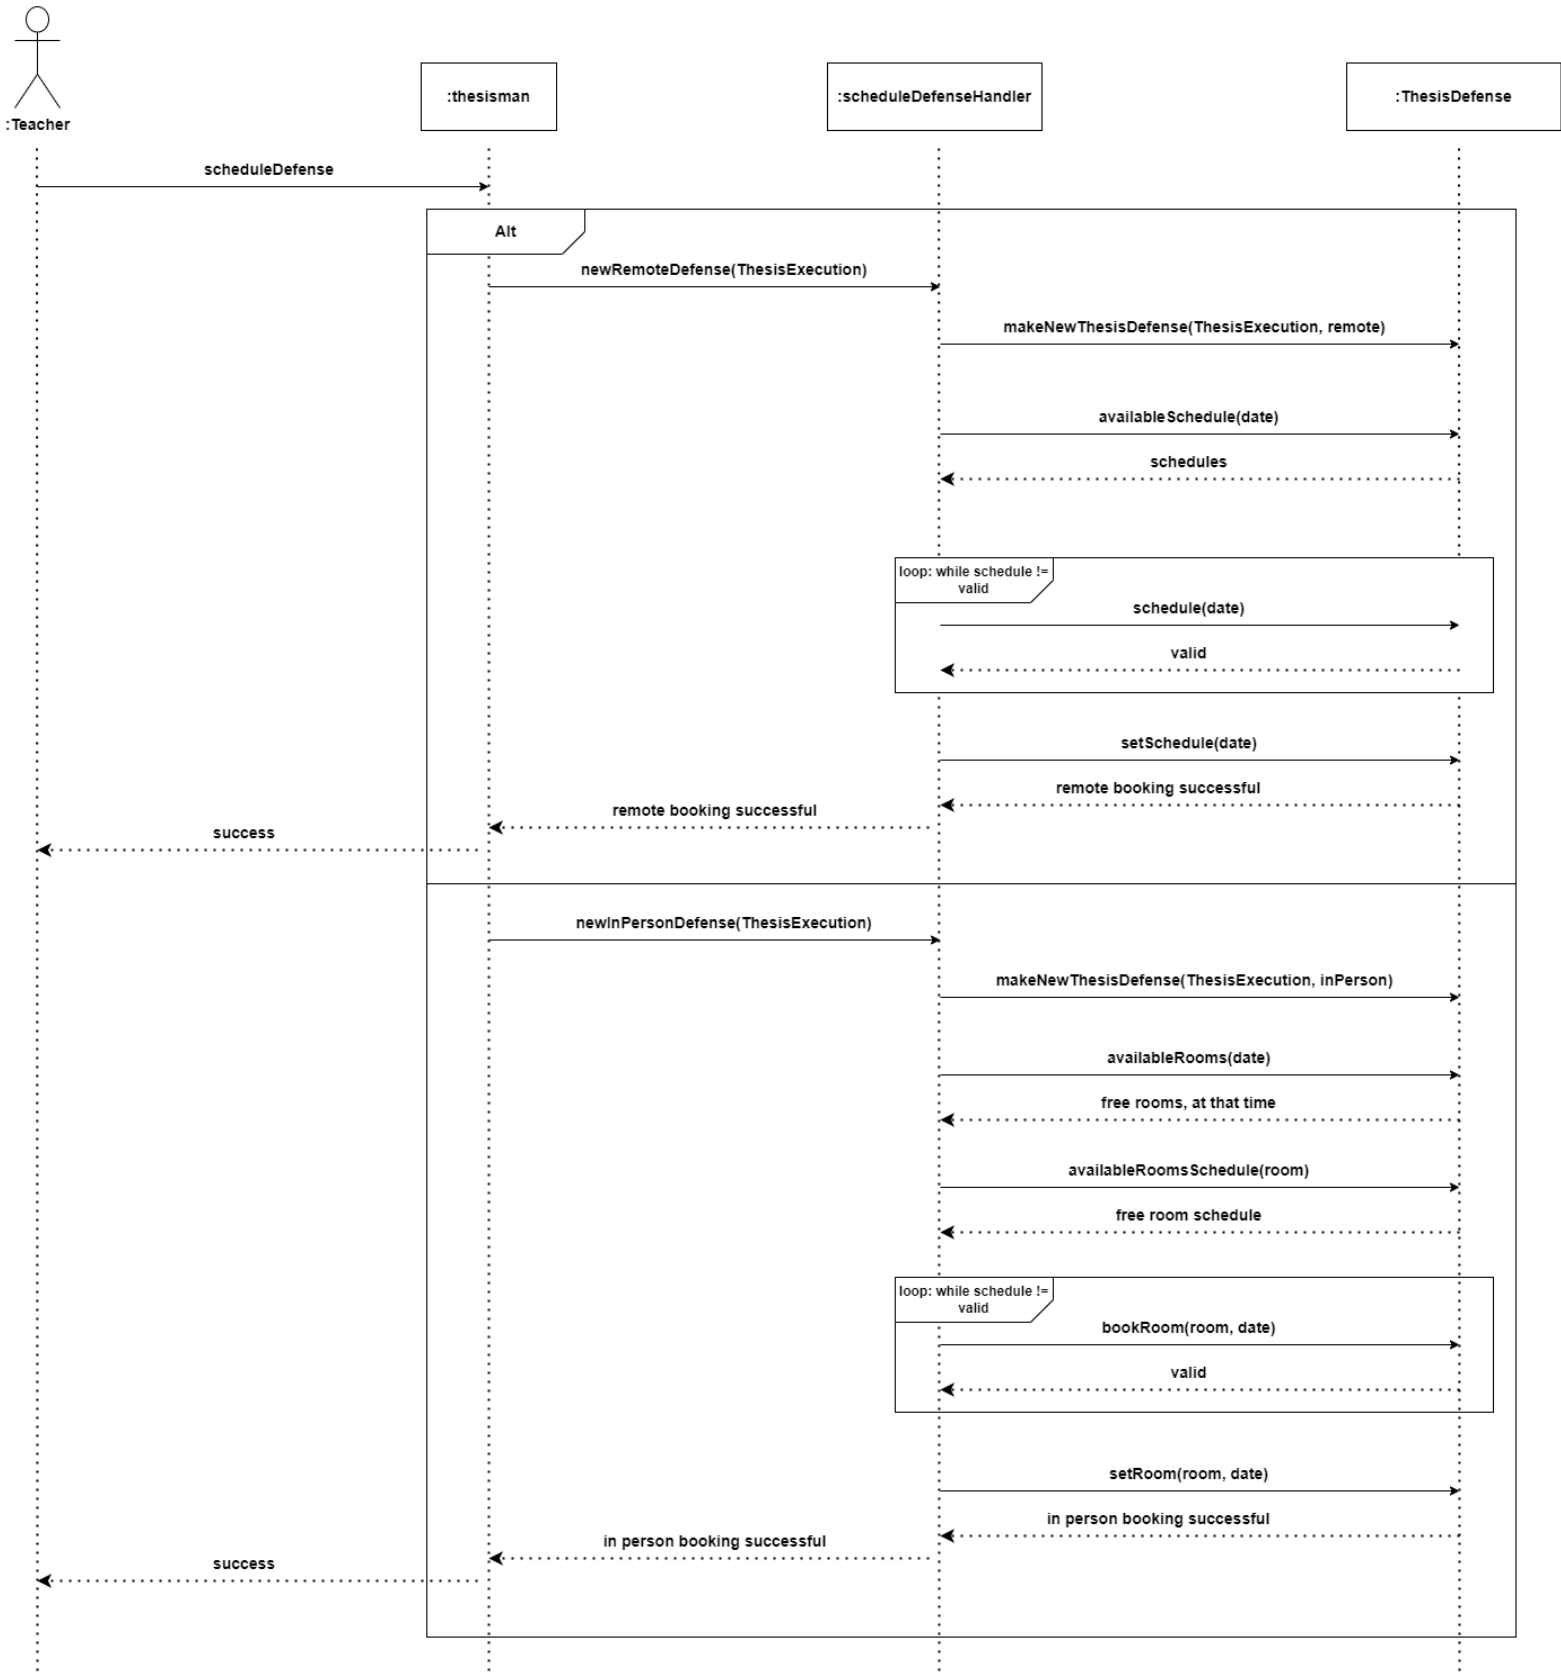 :Teacher
:thesisman
:scheduleDefenseHandler
:ThesisDefense
scheduleDefense
Alt
newRemoteDefense(ThesisExecution)
makeNewThesisDefense(ThesisExecution, remote)
availableSchedule(date)
schedules
loop: while schedule !=
valid
schedule(date)
valid
setSchedule(date)
remote booking successful
remote booking successful
success
newInPersonDefense(ThesisExecution)
makeNewThesisDefense(ThesisExecution, inPerson)
availableRooms(date)
free rooms, at that time
availableRoomsSchedule(room)
free room schedule
loop: while schedule !=
valid
bookRoom(room, date)
valid
setRoom(room, date)
in person booking successful
in person booking successful
success